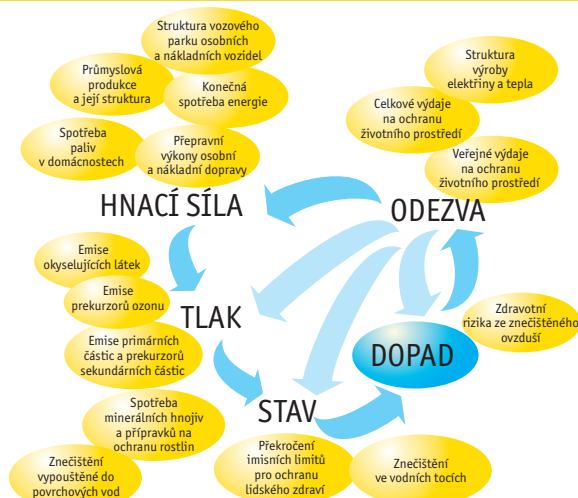 Struktura vozového
parku osobních
a nákladních vozidel
Průmyslová
produkce
a její struktura
Konečná
spotřeba energie
Spotřeba
paliv
v domácnostech
Přepravní
výkony osobní
a nákladní dopravy
Struktura
výroby
elektřiny a tepla
Celkové výdaje
na ochranu
životního prostředí
Veřejné výdaje
na ochranu
životního prostředí
HNACÍ SÍLA
ODEZVA
Emise
okyselujících látek
Emise
prekurzorů ozonu
TLAK
Emise primárních
částic a prekurzorů
sekundárních částic
Zdravotní
rizika ze znečištěného
ovzduší
DOPAD
Spotřeba
minerálních hnojiv
a přípravků na
ochranu rostlin
STAV
Znečištění
vypouštěné do
povrchových vod
Překročení
imisních limitů
pro ochranu
lidského zdraví
Znečištění
ve vodních tocích